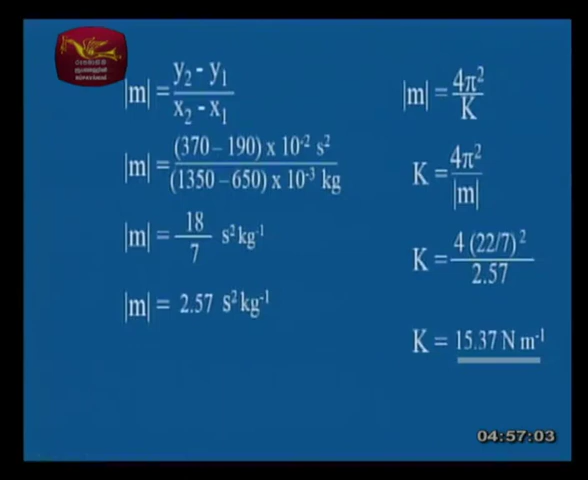 |m| = y₂ - y₁ / x₂ - x₁
|m| = (370 – 190) x 10⁻² s² / (1350 – 650) x 10⁻³ kg
|m| = 18 / 7 s² kg⁻¹
|m| = 2.57 s² kg⁻¹
|m| = 4π² / K
K = 4π² / |m|
K = 4 (22/7)² / 2.57
K = 15.37 N m⁻¹
04:57:03